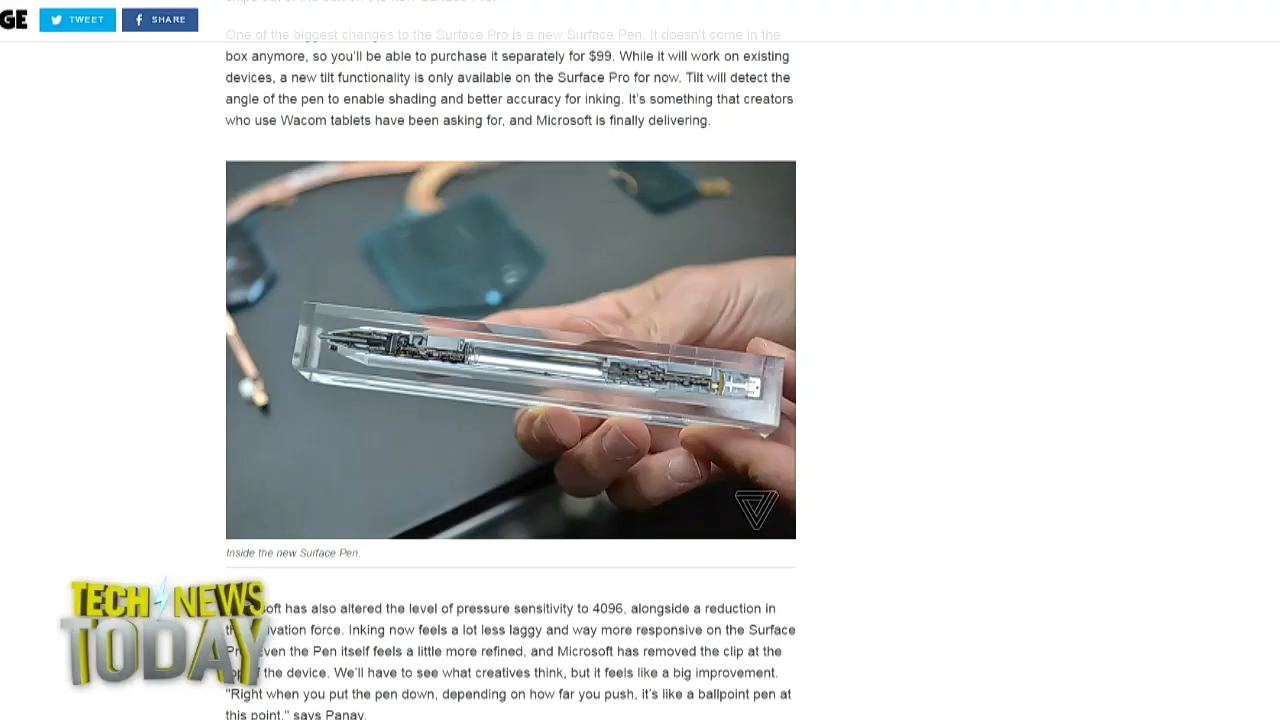 GE
TWEET
SHARE
One of the biggest changes to the Surface Pro is a new Surface Pen. It doesn't come in the
box anymore, so you'll be able to purchase it separately for $99. While it will work on existing
devices, a new tilt functionality is only available on the Surface Pro for now. Tilt will detect the
angle of the pen to enable shading and better accuracy for inking. It's something that creators
who use Wacom tablets have been asking for, and Microsoft is finally delivering.
Inside the new Surface Pen.
oft has also altered the level of pressure sensitivity to 4096, alongside a reduction in
ivation force. Inking now feels a lot less laggy and way more responsive on the Surface
Even the Pen itself feels a little more refined, and Microsoft has removed the clip at the
the device. We'll have to see what creatives think, but it feels like a big improvement.
"Right when you put the pen down, depending on how far you push, it's like a ballpoint pen at
this point," says Panay.
TECH NEWS
TODAY